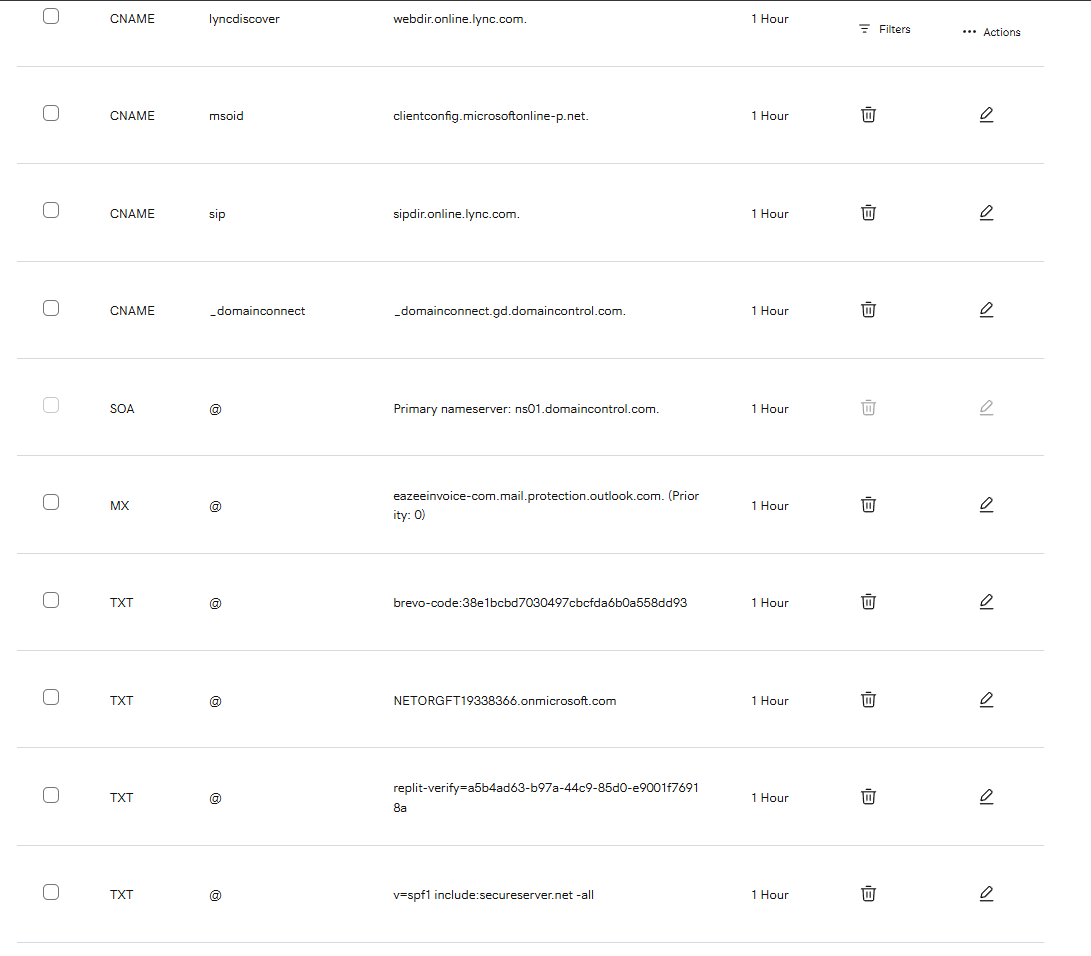 CNAME lyncdiscover webdir.online.lync.com. 1 Hour
Filters Actions
CNAME msoid clientconfig.microsoftonline-p.net. 1 Hour
CNAME sip sipdir.online.lync.com. 1 Hour
CNAME _domainconnect _domainconnect.gd.domaincontrol.com. 1 Hour
SOA @ Primary nameserver: ns01.domaincontrol.com. 1 Hour
MX @ eazeeinvoice-com.mail.protection.outlook.com. (Prior
ity: 0) 1 Hour
TXT @ brevo-code:38e1bcbd7030497cbcfda6b0a558dd93 1 Hour
TXT @ NETORGFT19338366.onmicrosoft.com 1 Hour
TXT @ replit-verify=a5b4ad63-b97a-44c9-85d0-e9001f7691
8a 1 Hour
TXT @ v=spf1 include:secureserver.net -all 1 Hour